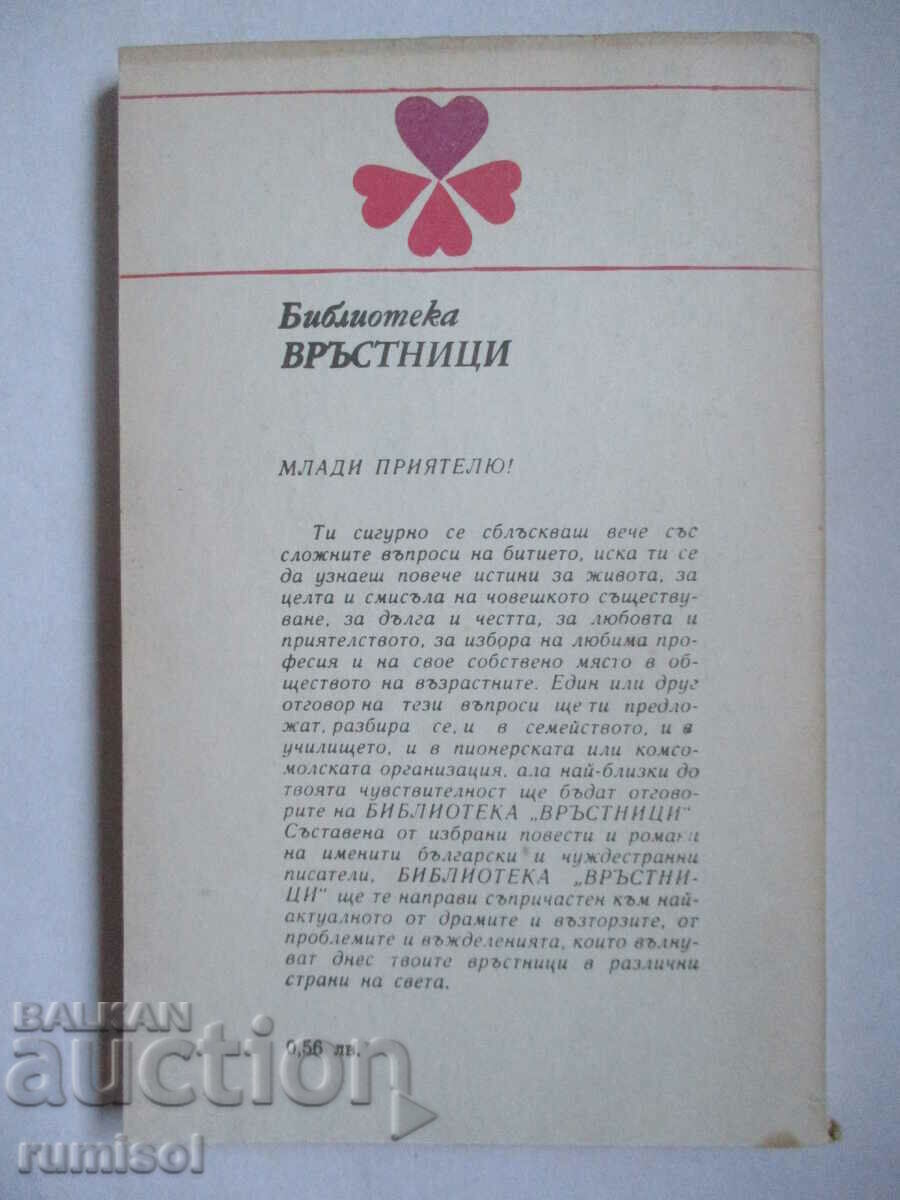 Библиотека
ВРЪСТНИЦИ
МЛАДИ ПРИЯТЕЛЮ!
Ти сигурно се сблъскваш вече със
сложните въпроси на битието, иска ти се
да узнаеш повече истини за живота, за
целта и смисъла на човешкото съществу-
ване, за дълга и честта, за любовта и
приятелството, за избора на любима про-
фесия и на свое собствено място в об-
ществото на възрастните. Един или друг
отговор на тези въпроси ще ти предло-
жат, разбира се, и в семейството, и в
училището, и в пионерската или комсо-
молската организация, ала най-близки до
твоята чувствителност ще бъдат отгово-
рите на БИБЛИОТЕКА „ВРЪСТНИЦИ“
Съставена от избрани повести и романи
на именити български и чуждестранни
писатели, БИБЛИОТЕКА „ВРЪСТНИ-
ЦИ“ ще те направи съпричастен към най-
актуалното от драмите и възторзите, от
проблемите и въжделенията, които вълну-
ват днес твоите връстници в различни
страни на света.
0,56 лв.
BALKAN
auction
rumisol